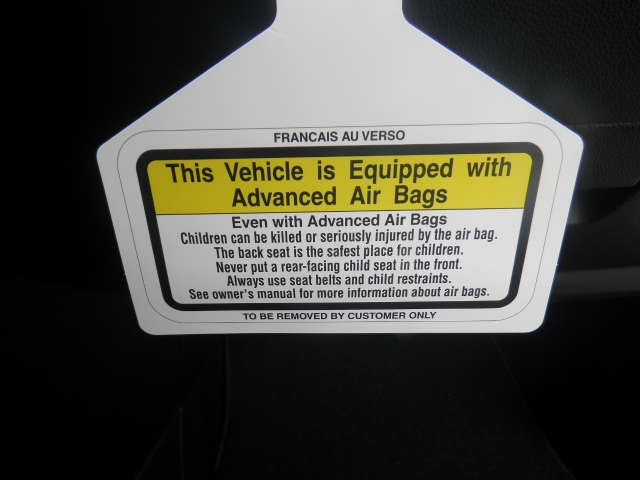 FRANCAIS AU VERSO
This Vehicle is Equipped with
Advanced Air Bags
Even with Advanced Air Bags
Children can be killed or seriously injured by the air bag.
The back seat is the safest place for children.
Never put a rear-facing child seat in the front.
Always use seat belts and child restraints.
See owner's manual for more information about air bags.
TO BE REMOVED BY CUSTOMER ONLY